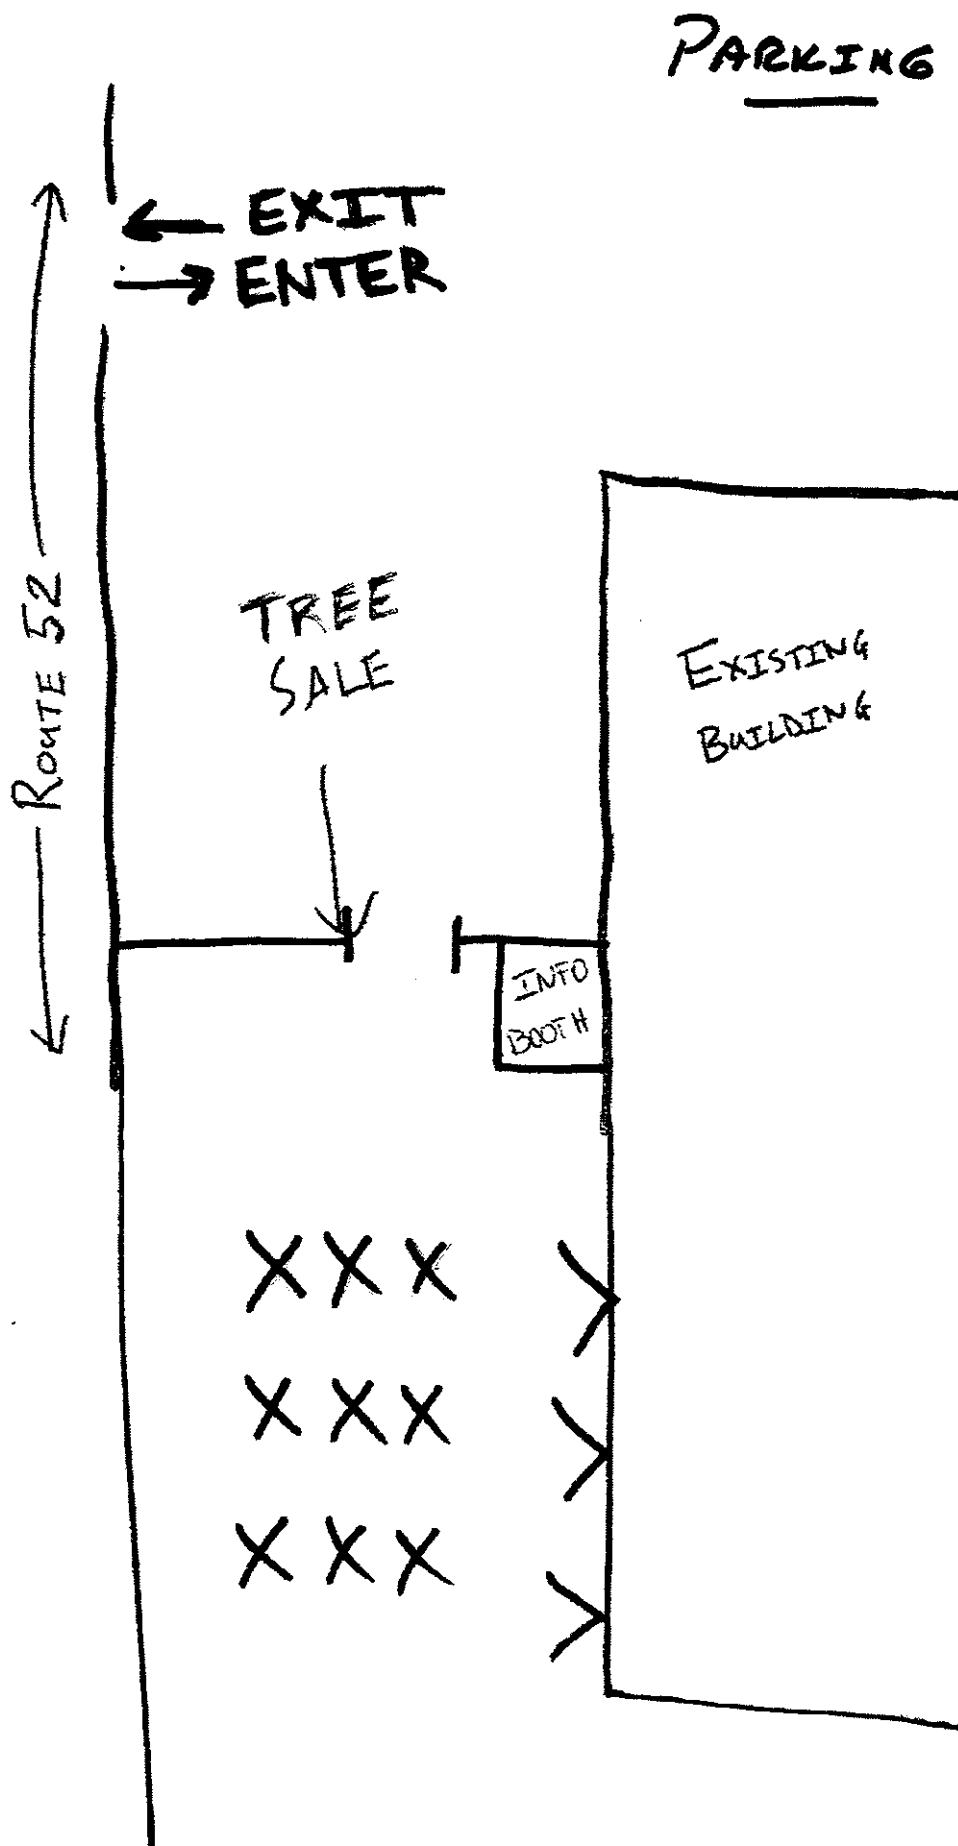 PARKING
EXIT
ENTER
ROUTE 52
TREE
SALE
EXISTING
BUILDING
INFO
BOOTH
X X X
X X X
X X X